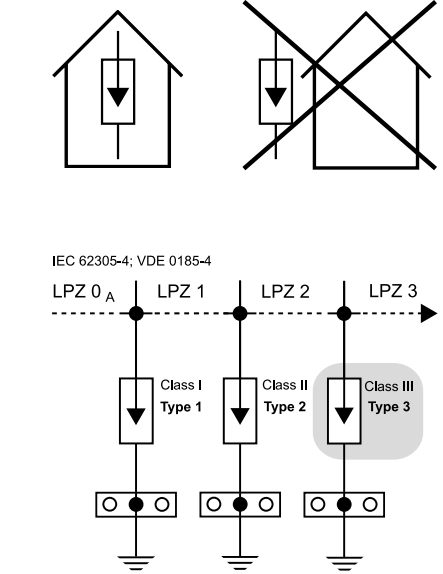 IEC 62305-4; VDE 0185-4
LPZ 0 A LPZ 1 LPZ 2 LPZ 3
Class I Class II Class III
Type 1 Type 2 Type 3